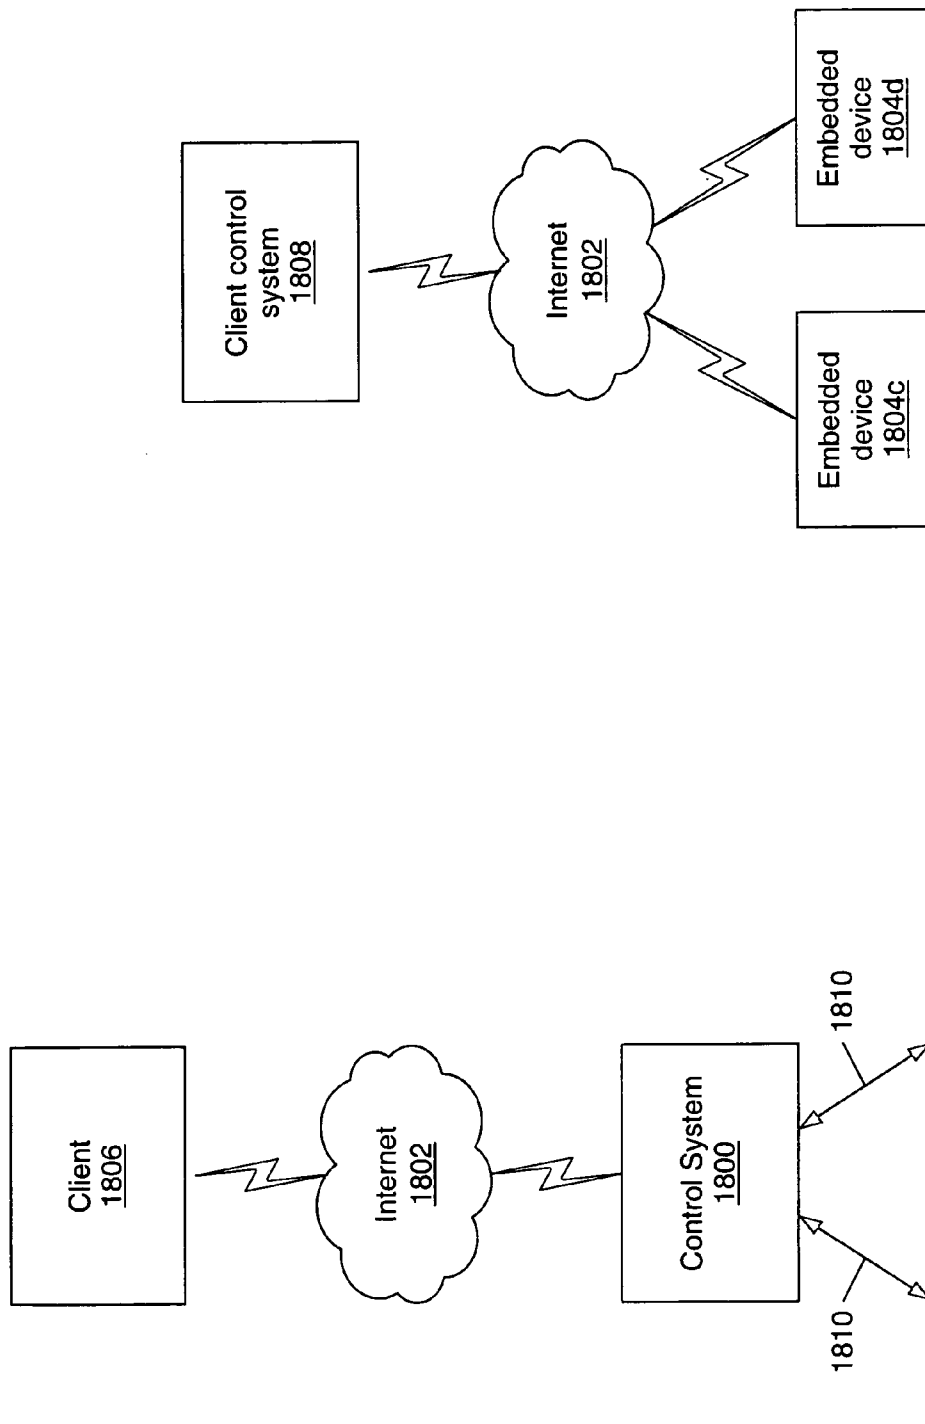 Client
1806
Internet
1802
Control System
1800
1810
1810
Client control
system
1808
Internet
1802
Embedded
device
1804c
Embedded
device
1804d